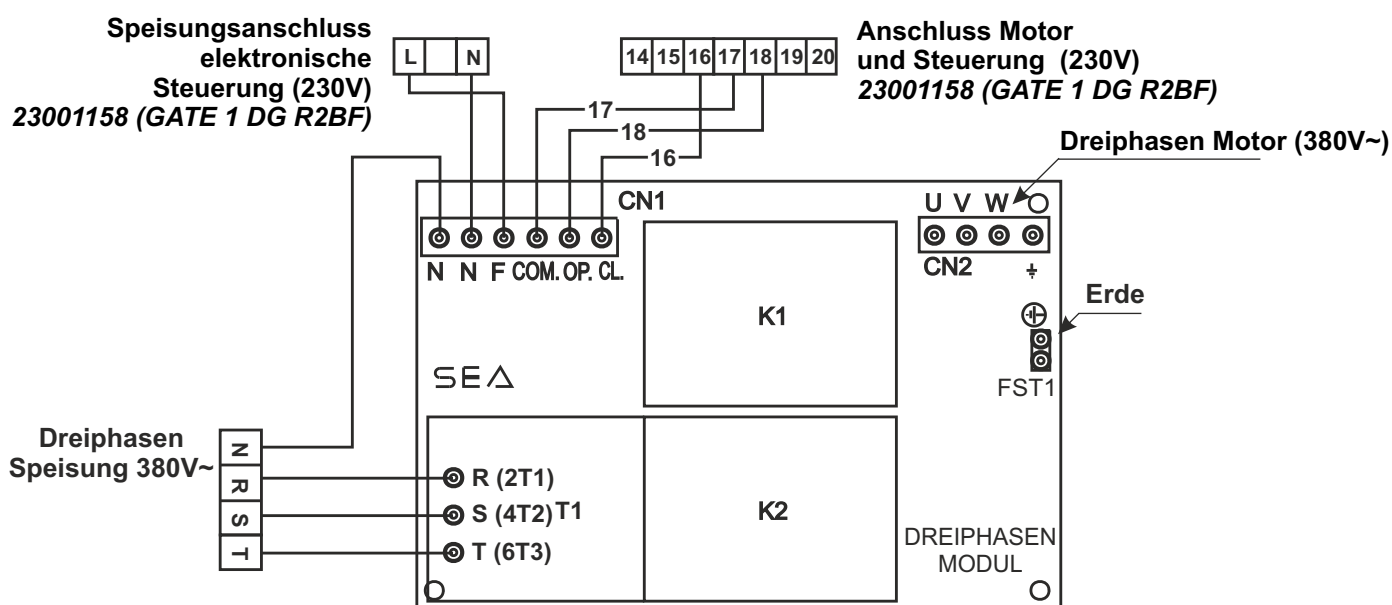 Speisungsanschluss
elektronische
Steuerung (230V)
23001158 (GATE 1 DG R2BF)
L N
14 15 16 17 18 19 20
Anschluss Motor
und Steuerung (230V)
23001158 (GATE 1 DG R2BF)
17
18
16
Dreiphasen Motor (380V~)
CN1
U V W
N N F COM. OP. CL.
CN2
K1
Erde
SEA
FST1
Dreiphasen
Speisung 380V~
N
R
S
T
R (2T1)
S (4T2) T1
T (6T3)
K2
DREIPHASEN
MODUL